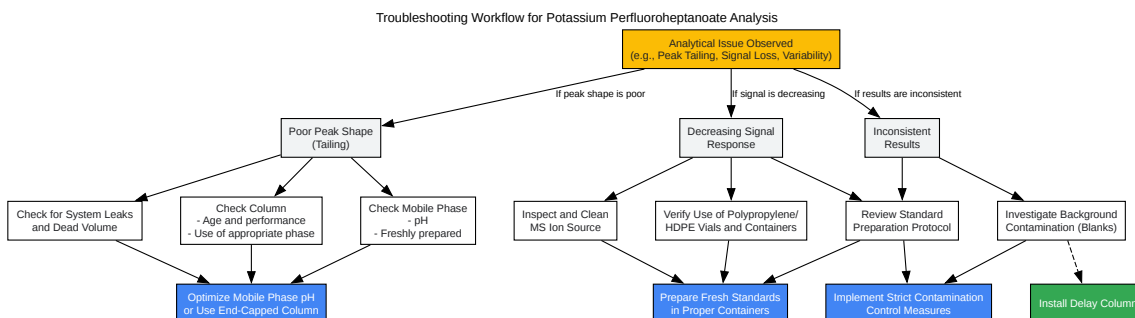 Troubleshooting Workflow for Potassium Perfluoroheptanoate Analysis
Analytical Issue Observed
(e.g., Peak Tailing, Signal Loss, Variability)
If peak shape is poor
If signal is decreasing
If results are inconsistent
Poor Peak Shape
(Tailing)
Decreasing Signal
Response
Inconsistent
Results
Check for System Leaks
and Dead Volume
Check Column
- Age and performance
- Use of appropriate phase
Check Mobile Phase
- pH
- Freshly prepared
Inspect and Clean
MS Ion Source
Verify Use of Polypropylene/
HDPE Vials and Containers
Review Standard
Preparation Protocol
Investigate Background
Contamination (Blanks)
Optimize Mobile Phase pH
or Use End-Capped Column
Prepare Fresh Standards
in Proper Containers
Implement Strict Contamination
Control Measures
Install Delay Column